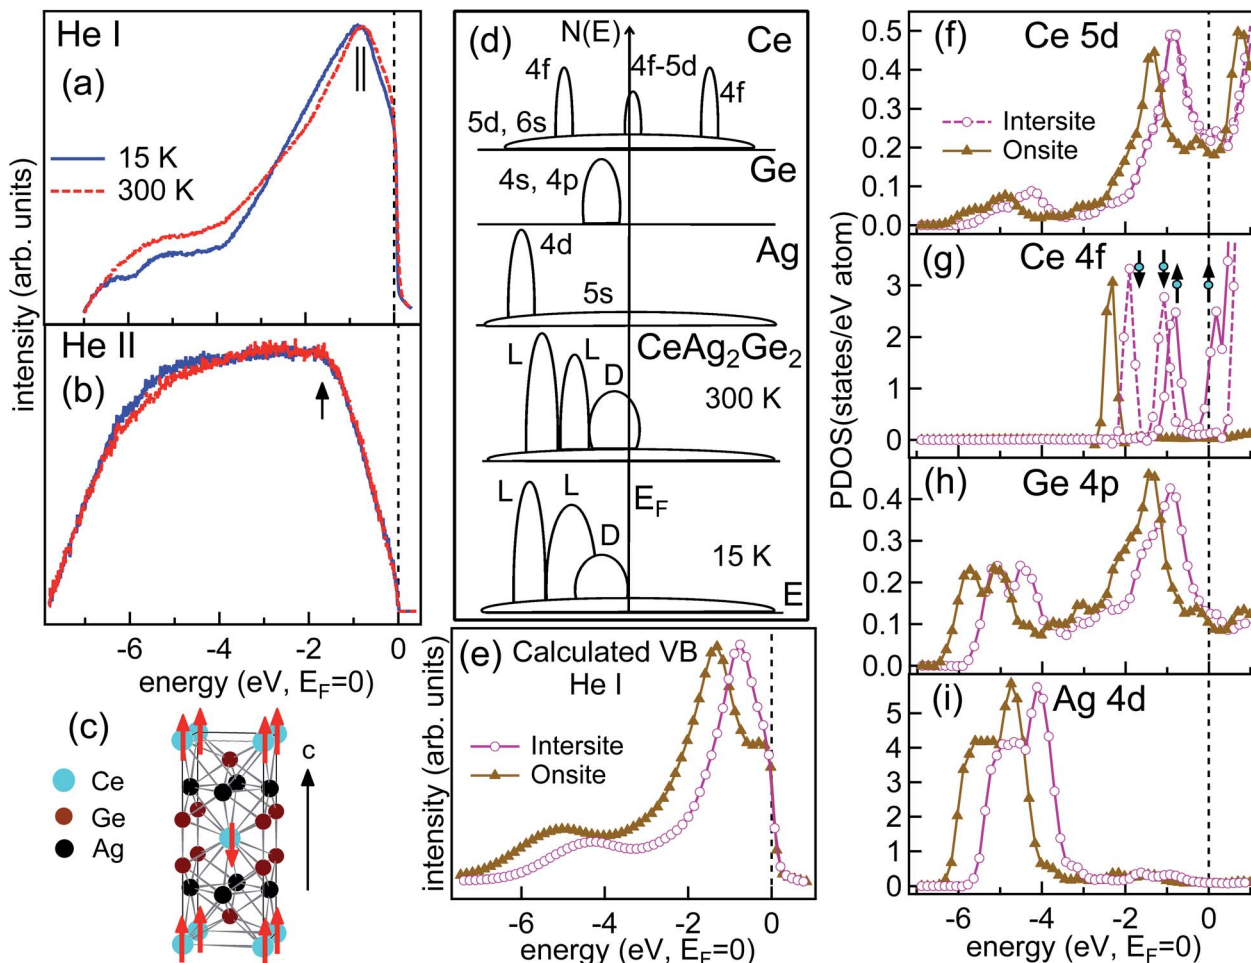 He I
(a)
15 K
300 K
intensity (arb. units)
He II
(b)
-6
-4
-2
0
energy (eV, E_F=0)
(c)
c
Ce
Ge
Ag
(d)
N(E)
Ce
4f
4f-5d
4f
5d, 6s
Ge
4s, 4p
Ag
4d
5s
CeAg₂Ge₂
L
L
D
300 K
L
L
D
E_F
15 K
E
(e)
Calculated VB
He I
Intersite
Onsite
intensity (arb. units)
-6
-4
-2
0
energy (eV, E_F=0)
(f)
Ce 5d
0.5
0.4
0.3
0.2
0.1
0.0
Intersite
Onsite
PDOS(states/eV atom)
(g)
Ce 4f
3
2
1
0
(h)
Ge 4p
0.4
0.3
0.2
0.1
0.0
(i)
Ag 4d
5
4
3
2
1
0
-6
-4
-2
0
energy (eV, E_F=0)